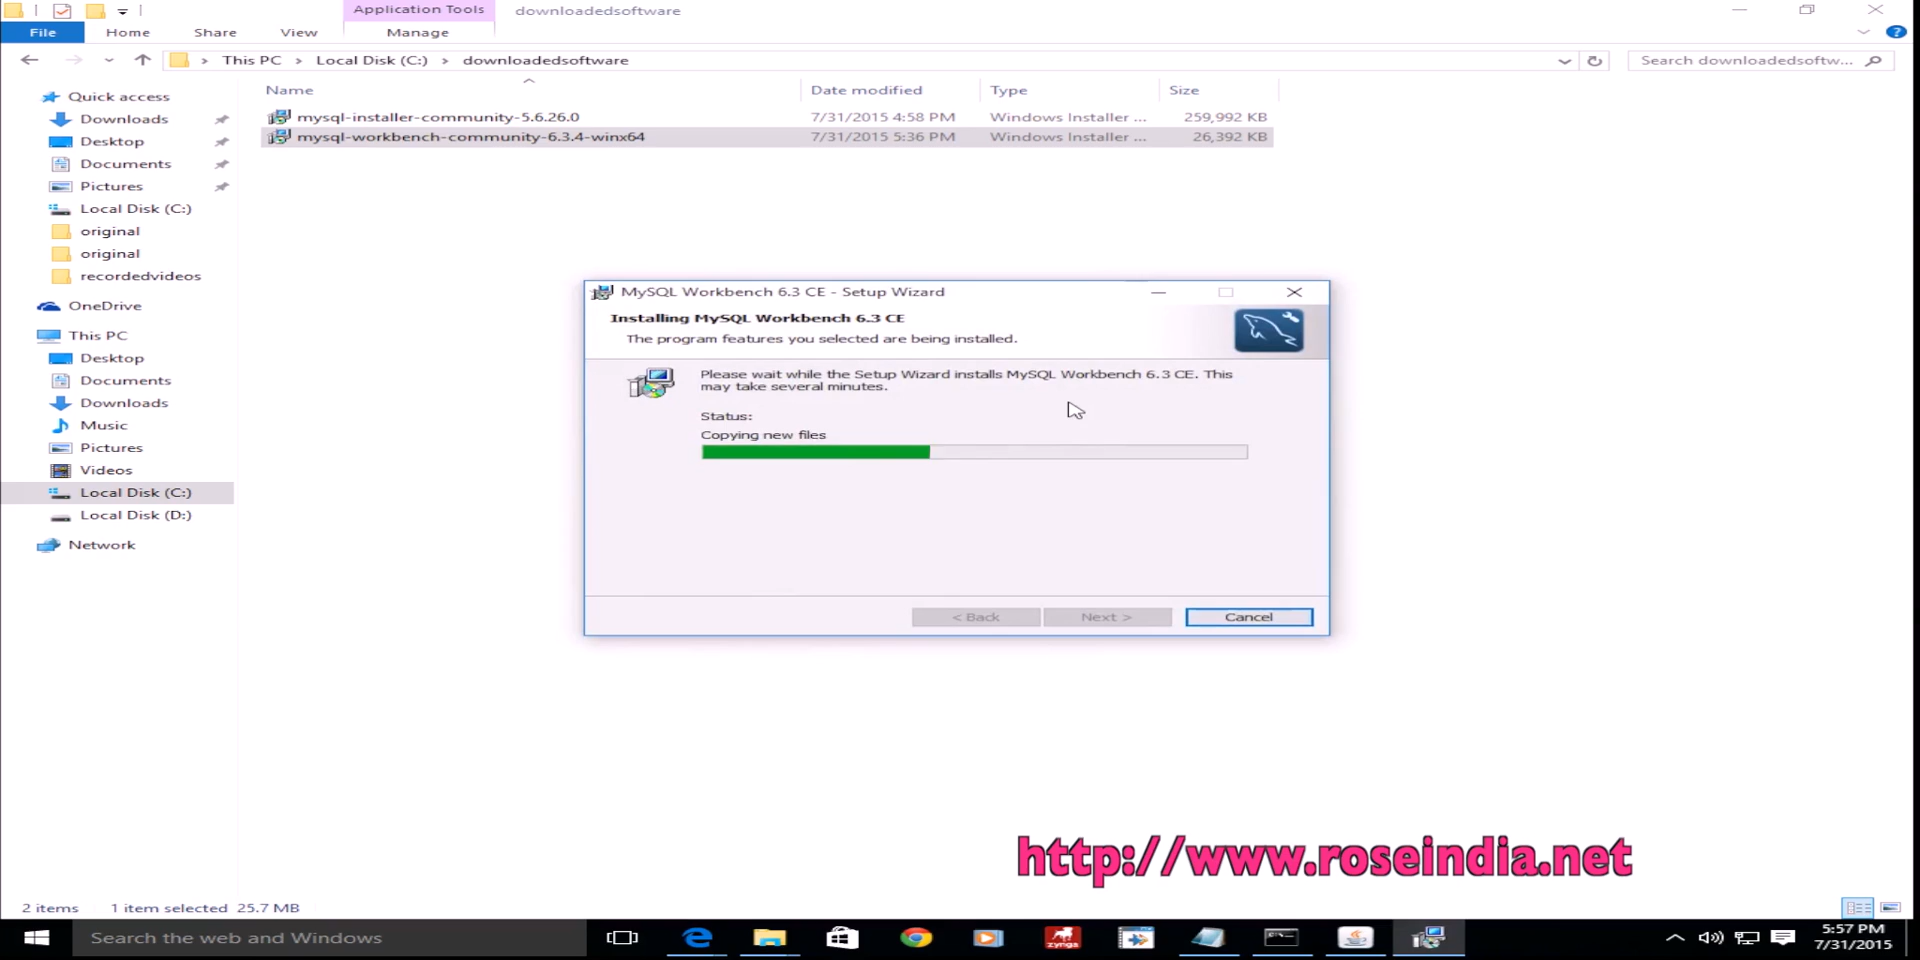 Application Tools downloadedsoftware
File Home Share View Manage
This PC Local Disk (C:) downloadedsoftware Search downloadedsoftw...
Name Date modified Type Size
mysql-installer-community-5.6.26.0 7/31/2015 4:58 PM Windows Installer ... 259,992 KB
mysql-workbench-community-6.3.4-winx64 7/31/2015 5:36 PM Windows Installer ... 26,392 KB
Quick access
Downloads
Desktop
Documents
Pictures
Local Disk (C:)
original
original
recordedvideos
OneDrive
This PC
Desktop
Documents
Downloads
Music
Pictures
Videos
Local Disk (C:)
Local Disk (D:)
Network
MySQL Workbench 6.3 CE - Setup Wizard
Installing MySQL Workbench 6.3 CE
The program features you selected are being installed.
Please wait while the Setup Wizard installs MySQL Workbench 6.3 CE. This
may take several minutes.
Status:
Copying new files
< Back Next > Cancel
http://www.roseindia.net
2 items 1 item selected 25.7 MB
Search the web and Windows
zynga
5:57 PM
7/31/2015